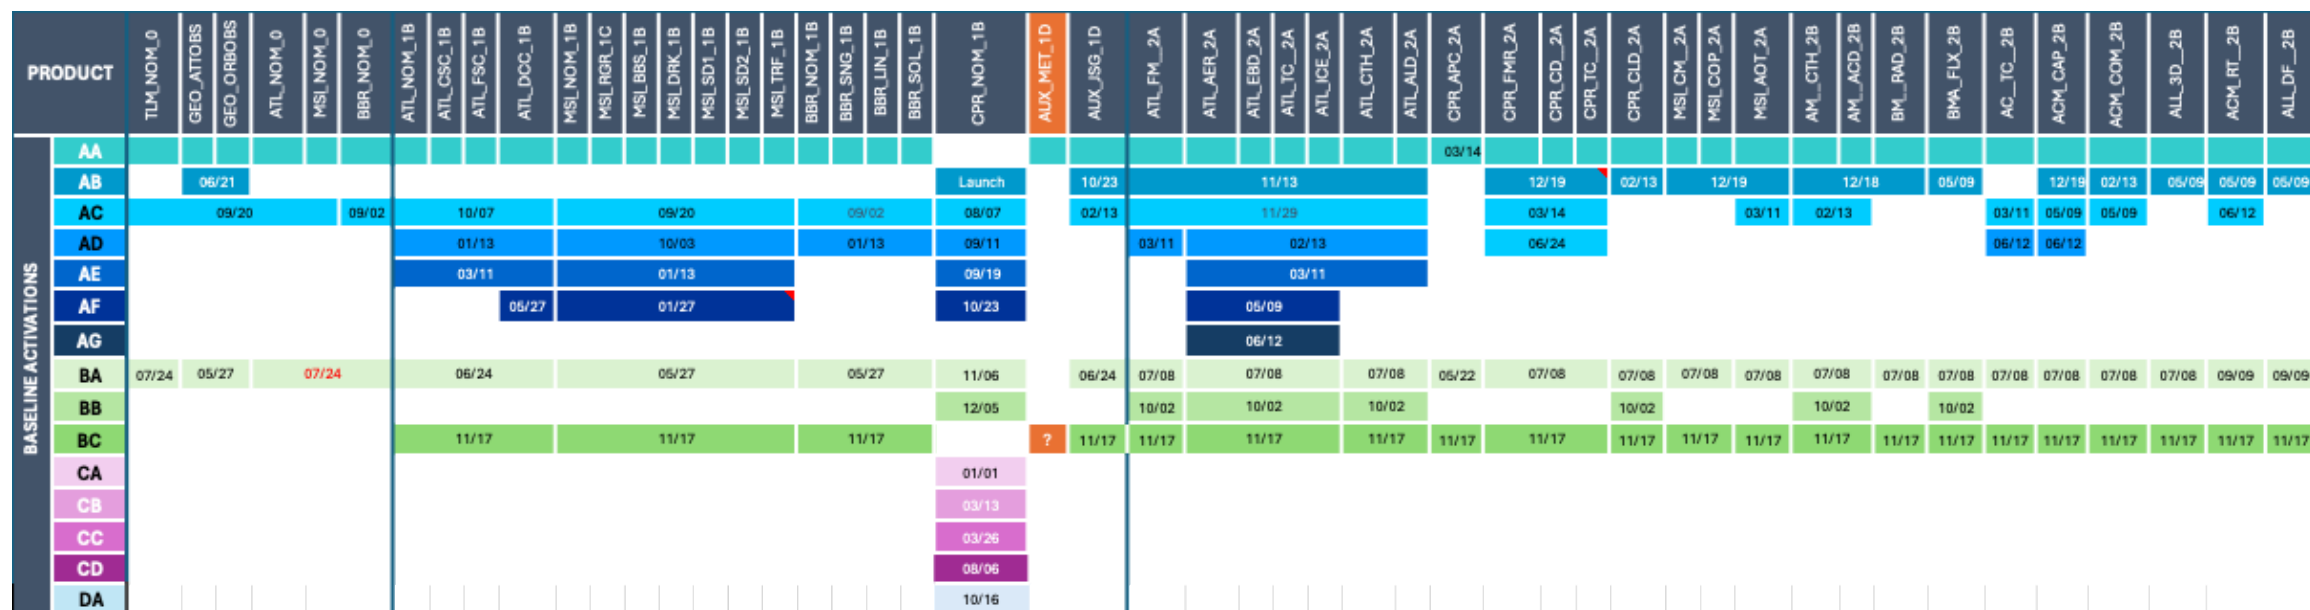 PRODUCT TLM_NOM_0 GEO_ATTOBS GEO_ORBOBS ATL_NOM_0 MSI_NOM_0 BBR_NOM_0 ATL_NOM_1B ATL_CSC_1B ATL_FSC_1B ATL_DCC_1B MSI_NOM_1B MSI_RGR_1C MSI_BBS_1B MSI_DRK_1B MSI_SD1_1B MSI_SD2_1B MSI_TRF_1B BBR_NOM_1B BBR_SNG_1B BBR_LIN_1B BBR_SOL_1B CPR_NOM_1B AUX_MET_1D AUX_JSG_1D ATL_FM__2A ATL_AER_2A ATL_EBD_2A ATL_TC__2A ATL_ICE_2A ATL_CTH_2A ATL_ALD_2A CPR_APC_2A CPR_FMR_2A CPR_CD__2A CPR_TC__2A CPR_CLD_2A MSI_CM__2A MSI_COP_2A MSI_AOT_2A AM__CTH_2B AM__ACD_2B BM__RAD_2B BMA_FLX_2B AC__TC__2B ACM_CAP_2B ACM_COM_2B ALL_3D__2B ACM_RT__2B ALL_DF__2B
BASELINE ACTIVATIONS
AA 03/14
AB 06/21 Launch 10/23 11/13 12/19 02/13 12/19 12/18 05/09 12/19 02/13 05/09 05/09 05/09
AC 09/20 09/02 10/07 09/20 09/02 08/07 02/13 11/29 03/14 03/11 02/13 03/11 05/09 05/09 06/12
AD 01/13 10/03 01/13 09/11 03/11 02/13 06/24 06/12 06/12
AE 03/11 01/13 09/19 03/11
AF 05/27 01/27 10/23 05/09
AG 06/12
BA 07/24 05/27 07/24 06/24 05/27 05/27 11/06 06/24 07/08 07/08 07/08 05/22 07/08 07/08 07/08 07/08 07/08 07/08 07/08 07/08 07/08 07/08 07/08 09/09 09/09
BB 12/05 10/02 10/02 10/02 10/02 10/02 10/02
BC 11/17 11/17 11/17 ? 11/17 11/17 11/17 11/17 11/17 11/17 11/17 11/17 11/17 11/17 11/17 11/17 11/17 11/17 11/17 11/17 11/17 11/17
CA 01/01
CB 03/13
CC 03/26
CD 08/06
DA 10/16